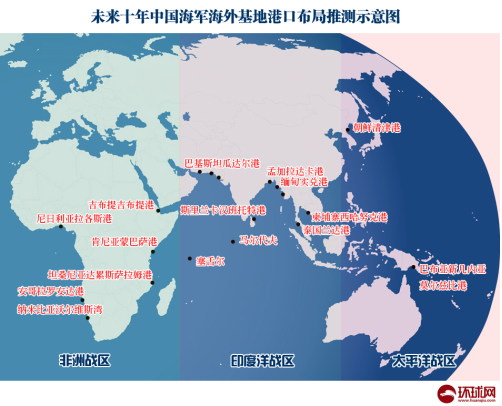 未来十年中国海军海外基地港口布局推测示意图
朝鲜清津港
巴基斯坦瓜达尔港
孟加拉达卡港
缅甸实兑港
吉布提吉布提港
斯里兰卡汉班托特港
尼日利亚拉各斯港
柬埔寨西哈努克港
泰国兰达港
肯尼亚蒙巴萨港
马尔代夫
塞舌尔
坦桑尼亚达累斯萨拉姆港
巴布亚新几内亚
莫尔兹比港
安哥拉罗安达港
纳米比亚沃尔维斯湾
非洲战区
印度洋战区
太平洋战区
环球网
www.huanqiu.com